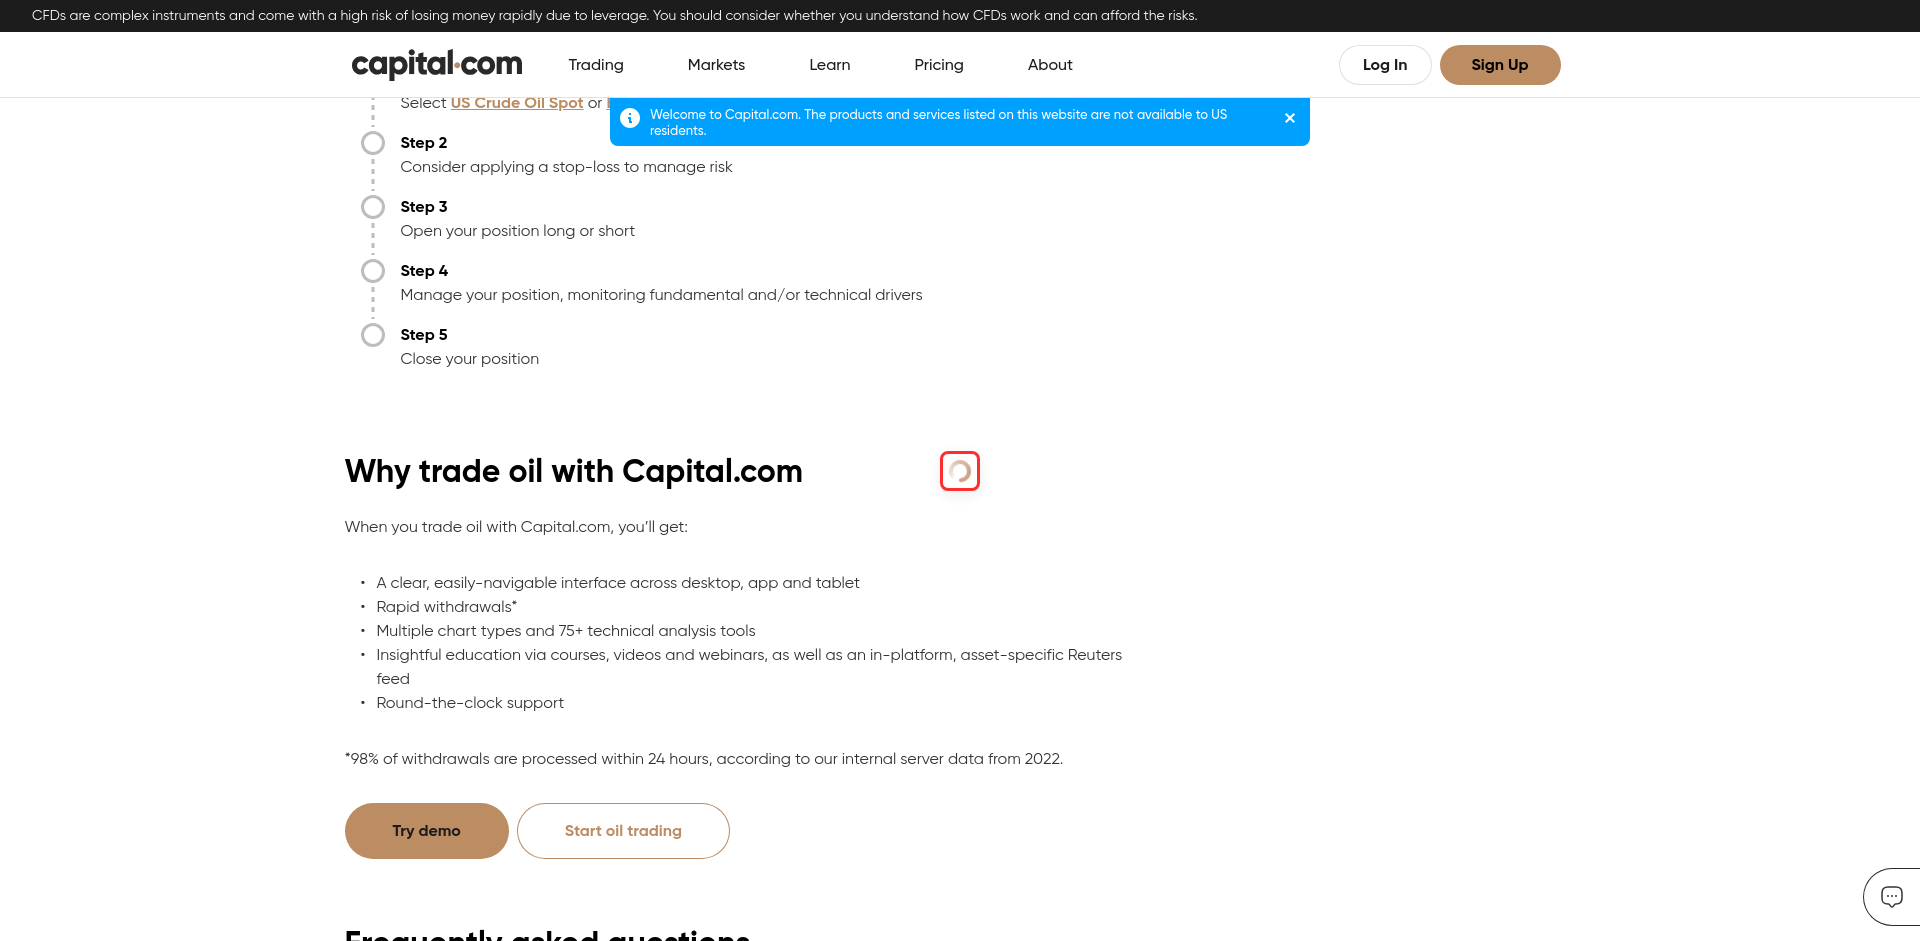 CFDs are complex instruments and come with a high risk of losing money rapidly due to leverage. You should consider whether you understand how CFDs work and can afford the risks.
capital.com Trading Markets Learn Pricing About Log In Sign Up
Select US Crude Oil Spot or
Welcome to Capital.com. The products and services listed on this website are not available to US
residents.
Step 2
Consider applying a stop-loss to manage risk
Step 3
Open your position long or short
Step 4
Manage your position, monitoring fundamental and/or technical drivers
Step 5
Close your position
Why trade oil with Capital.com
When you trade oil with Capital.com, you’ll get:
• A clear, easily-navigable interface across desktop, app and tablet
• Rapid withdrawals*
• Multiple chart types and 75+ technical analysis tools
• Insightful education via courses, videos and webinars, as well as an in-platform, asset-specific Reuters
feed
• Round-the-clock support
*98% of withdrawals are processed within 24 hours, according to our internal server data from 2022.
Try demo Start oil trading
Frequently asked questions